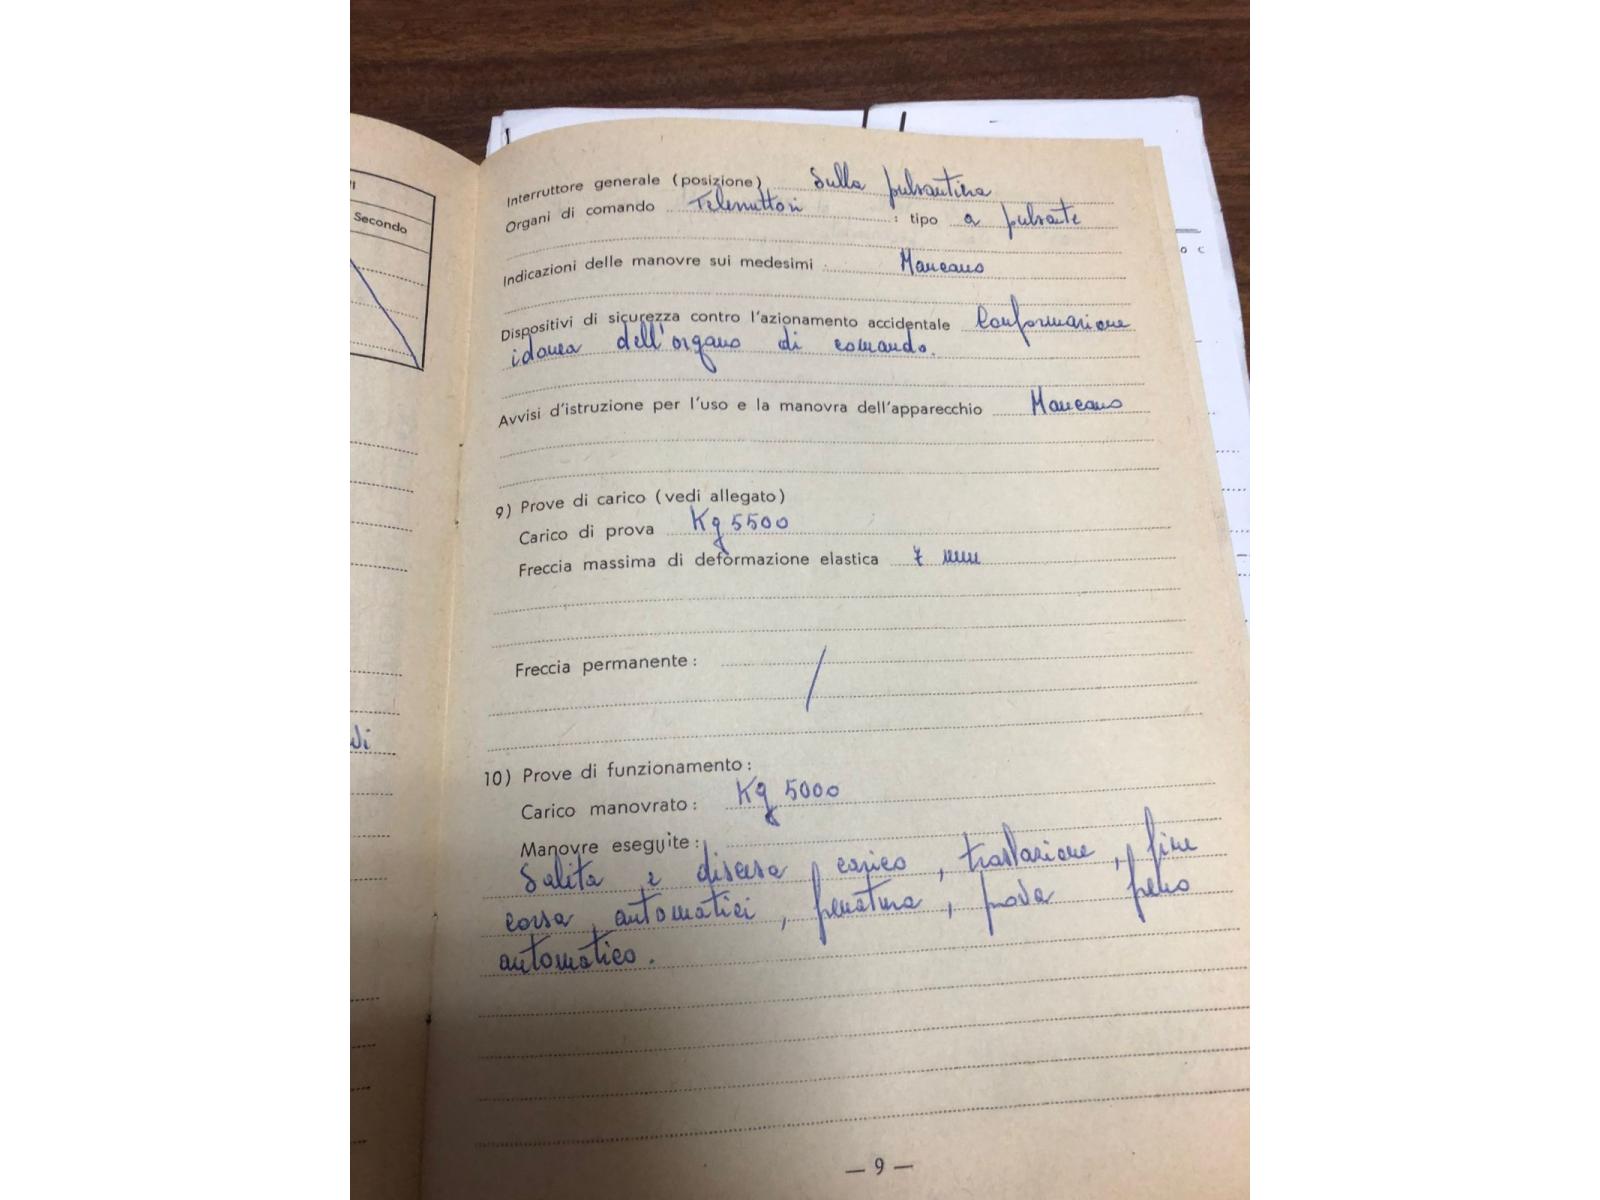 Secondo
di
Interruttore generale (posizione) Sulla pulsantiera
Organi di comando Teleruttori : tipo a pulsante
Indicazioni delle manovre sui medesimi Mancano
Dispositivi di sicurezza contro l'azionamento accidentale Conformazione
idonea dell'organo di comando.
Avvisi d'istruzione per l'uso e la manovra dell'apparecchio Mancano
9) Prove di carico (vedi allegato)
Carico di prova Kg 5500
Freccia massima di deformazione elastica 7 mm
Freccia permanente: /
10) Prove di funzionamento:
Carico manovrato: Kg 5000
Manovre eseguite:
Salita e discesa carico, traslazione, fine
corsa automatici, frenatura, prova freno
automatico.
— 9 —